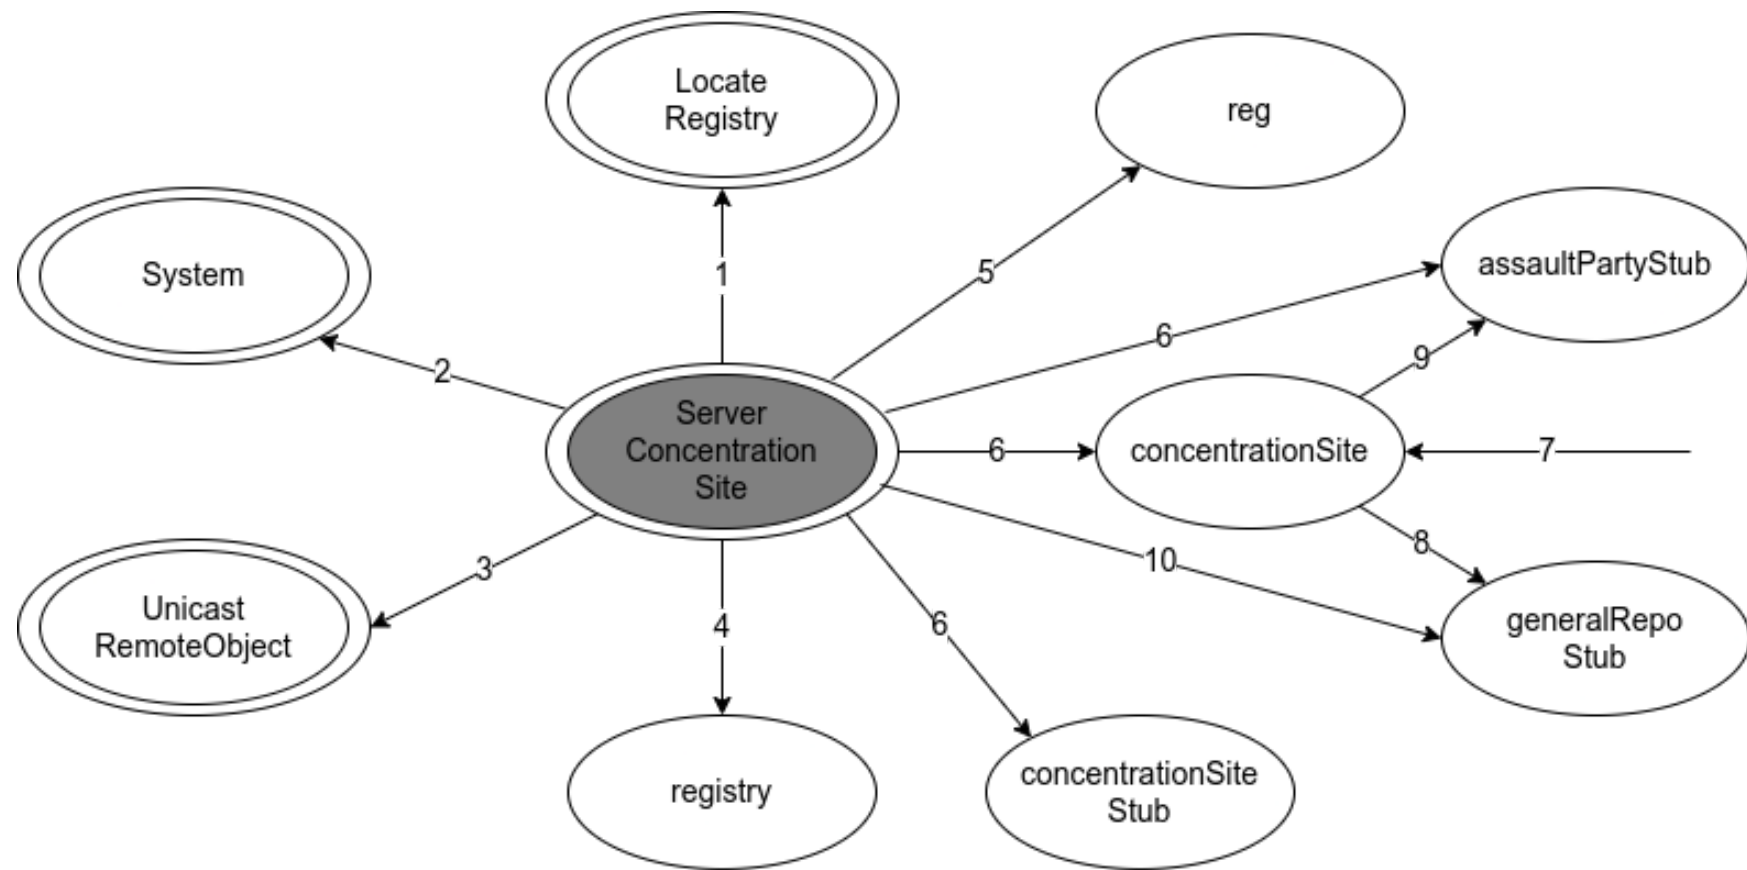 Locate
Registry
reg
System
assaultPartyStub
1
5
6
2
9
Server
Concentration
Site
6
concentrationSite
7
Unicast
RemoteObject
3
4
6
10
8
generalRepo
Stub
registry
concentrationSite
Stub